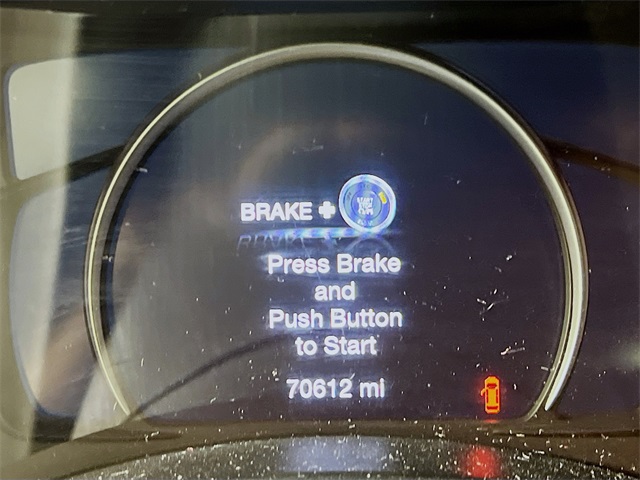 BRAKE +
Press Brake
and
Push Button
to Start
70612 mi